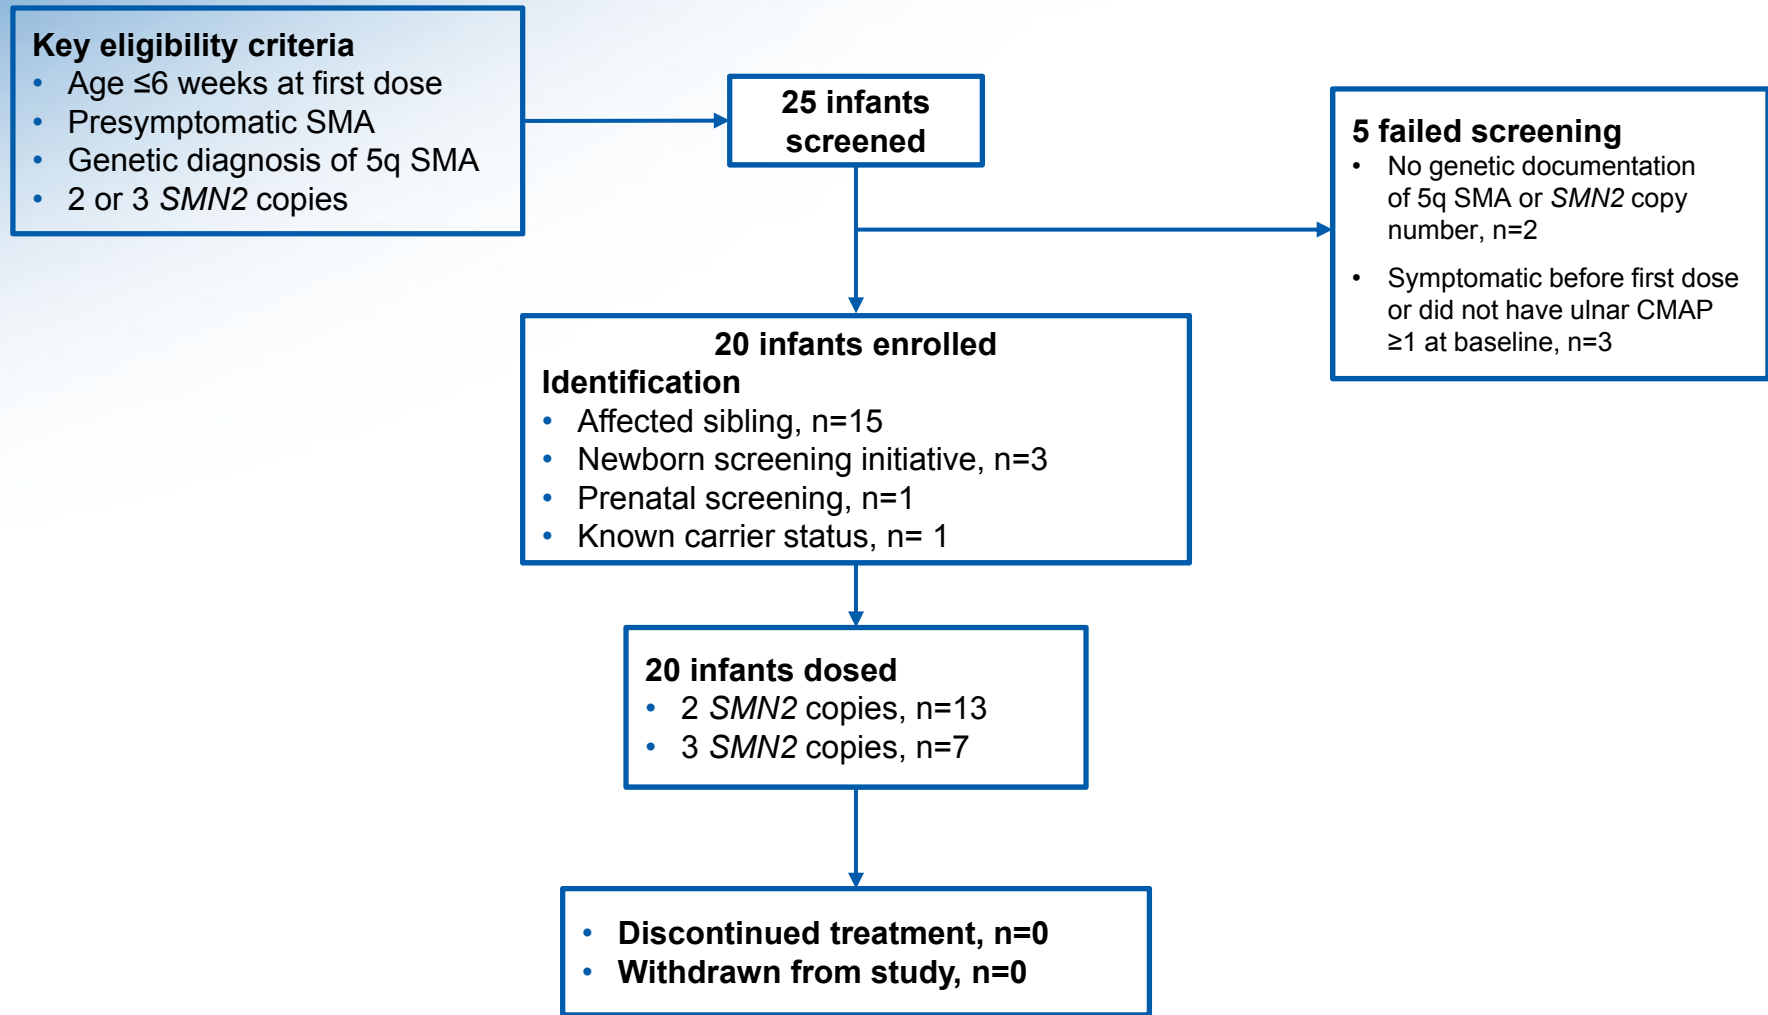 Key eligibility criteria
• Age ≤6 weeks at first dose
• Presymptomatic SMA
• Genetic diagnosis of 5q SMA
• 2 or 3 SMN2 copies
25 infants
screened
5 failed screening
• No genetic documentation
of 5q SMA or SMN2 copy
number, n=2
• Symptomatic before first dose
or did not have ulnar CMAP
≥1 at baseline, n=3
20 infants enrolled
Identification
• Affected sibling, n=15
• Newborn screening initiative, n=3
• Prenatal screening, n=1
• Known carrier status, n= 1
20 infants dosed
• 2 SMN2 copies, n=13
• 3 SMN2 copies, n=7
• Discontinued treatment, n=0
• Withdrawn from study, n=0